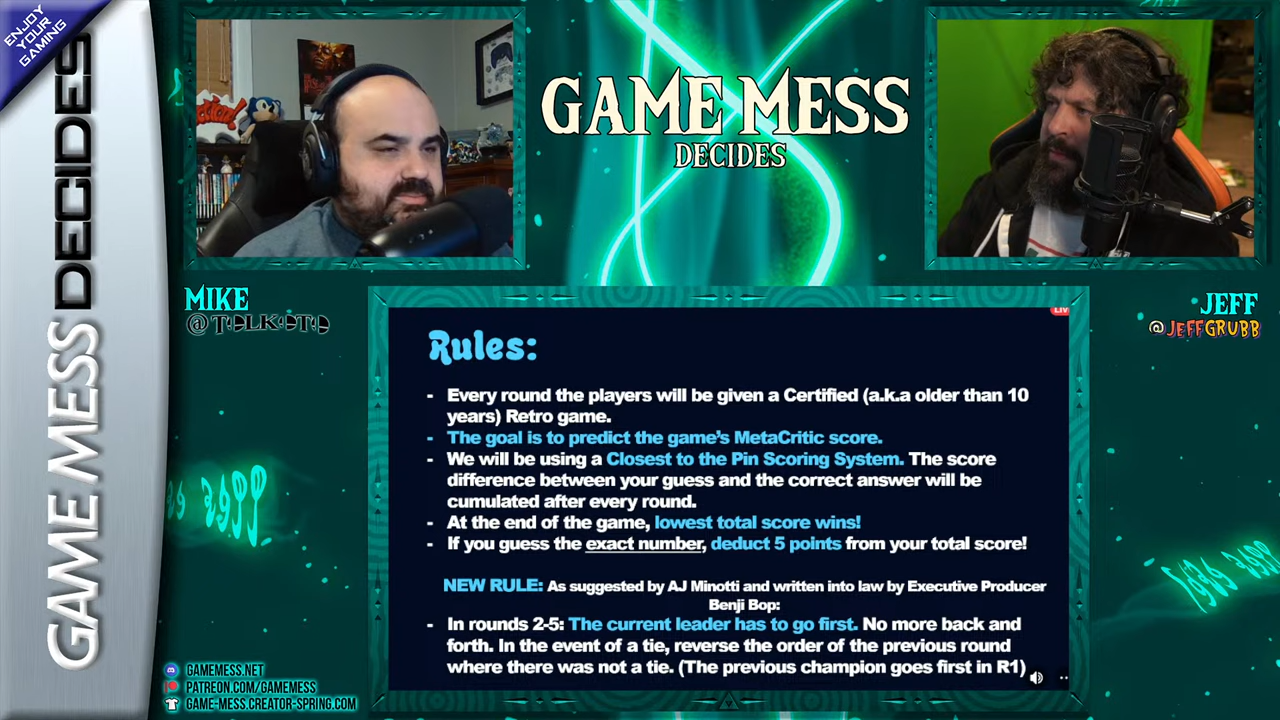 ENJOY
YOUR
GAMING
GAME MESS DECIDES
GAME MESS
DECIDES
MIKE
JEFF
@JEFFGRUBB
LIV
Rules:
- Every round the players will be given a Certified (a.k.a older than 10
years) Retro game.
- The goal is to predict the game's MetaCritic score.
- We will be using a Closest to the Pin Scoring System. The score
difference between your guess and the correct answer will be
cumulated after every round.
- At the end of the game, lowest total score wins!
- If you guess the exact number, deduct 5 points from your total score!
NEW RULE: As suggested by AJ Minotti and written into law by Executive Producer
Benji Bop:
- In rounds 2-5: The current leader has to go first. No more back and
forth. In the event of a tie, reverse the order of the previous round
where there was not a tie. (The previous champion goes first in R1)
GAMEMESS.NET
PATREON.COM/GAMEMESS
GAME-MESS.CREATOR-SPRING.COM